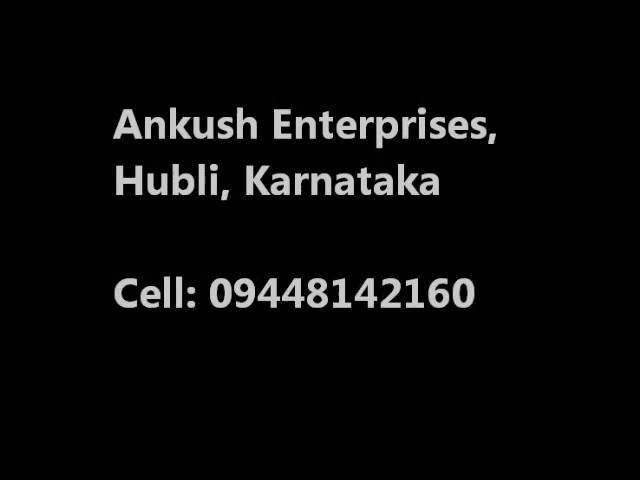 Ankush Enterprises,
Hubli, Karnataka
Cell: 09448142160